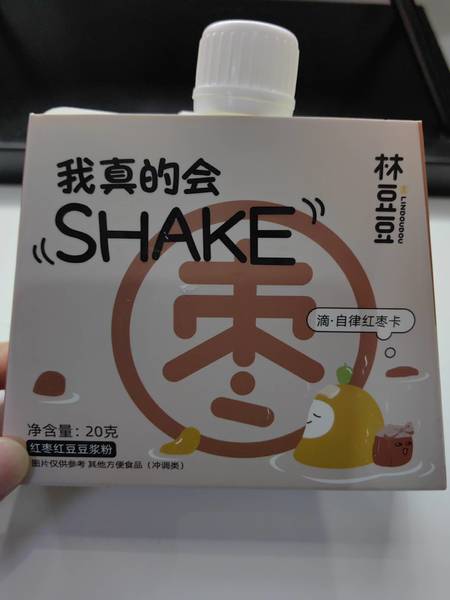 林豆豆
LINDOUDOU
我真的会
SHAKE
枣
滴·自律红枣卡
净含量：20克
红枣红豆豆浆粉
图片仅供参考 其他方便食品（冲调类）